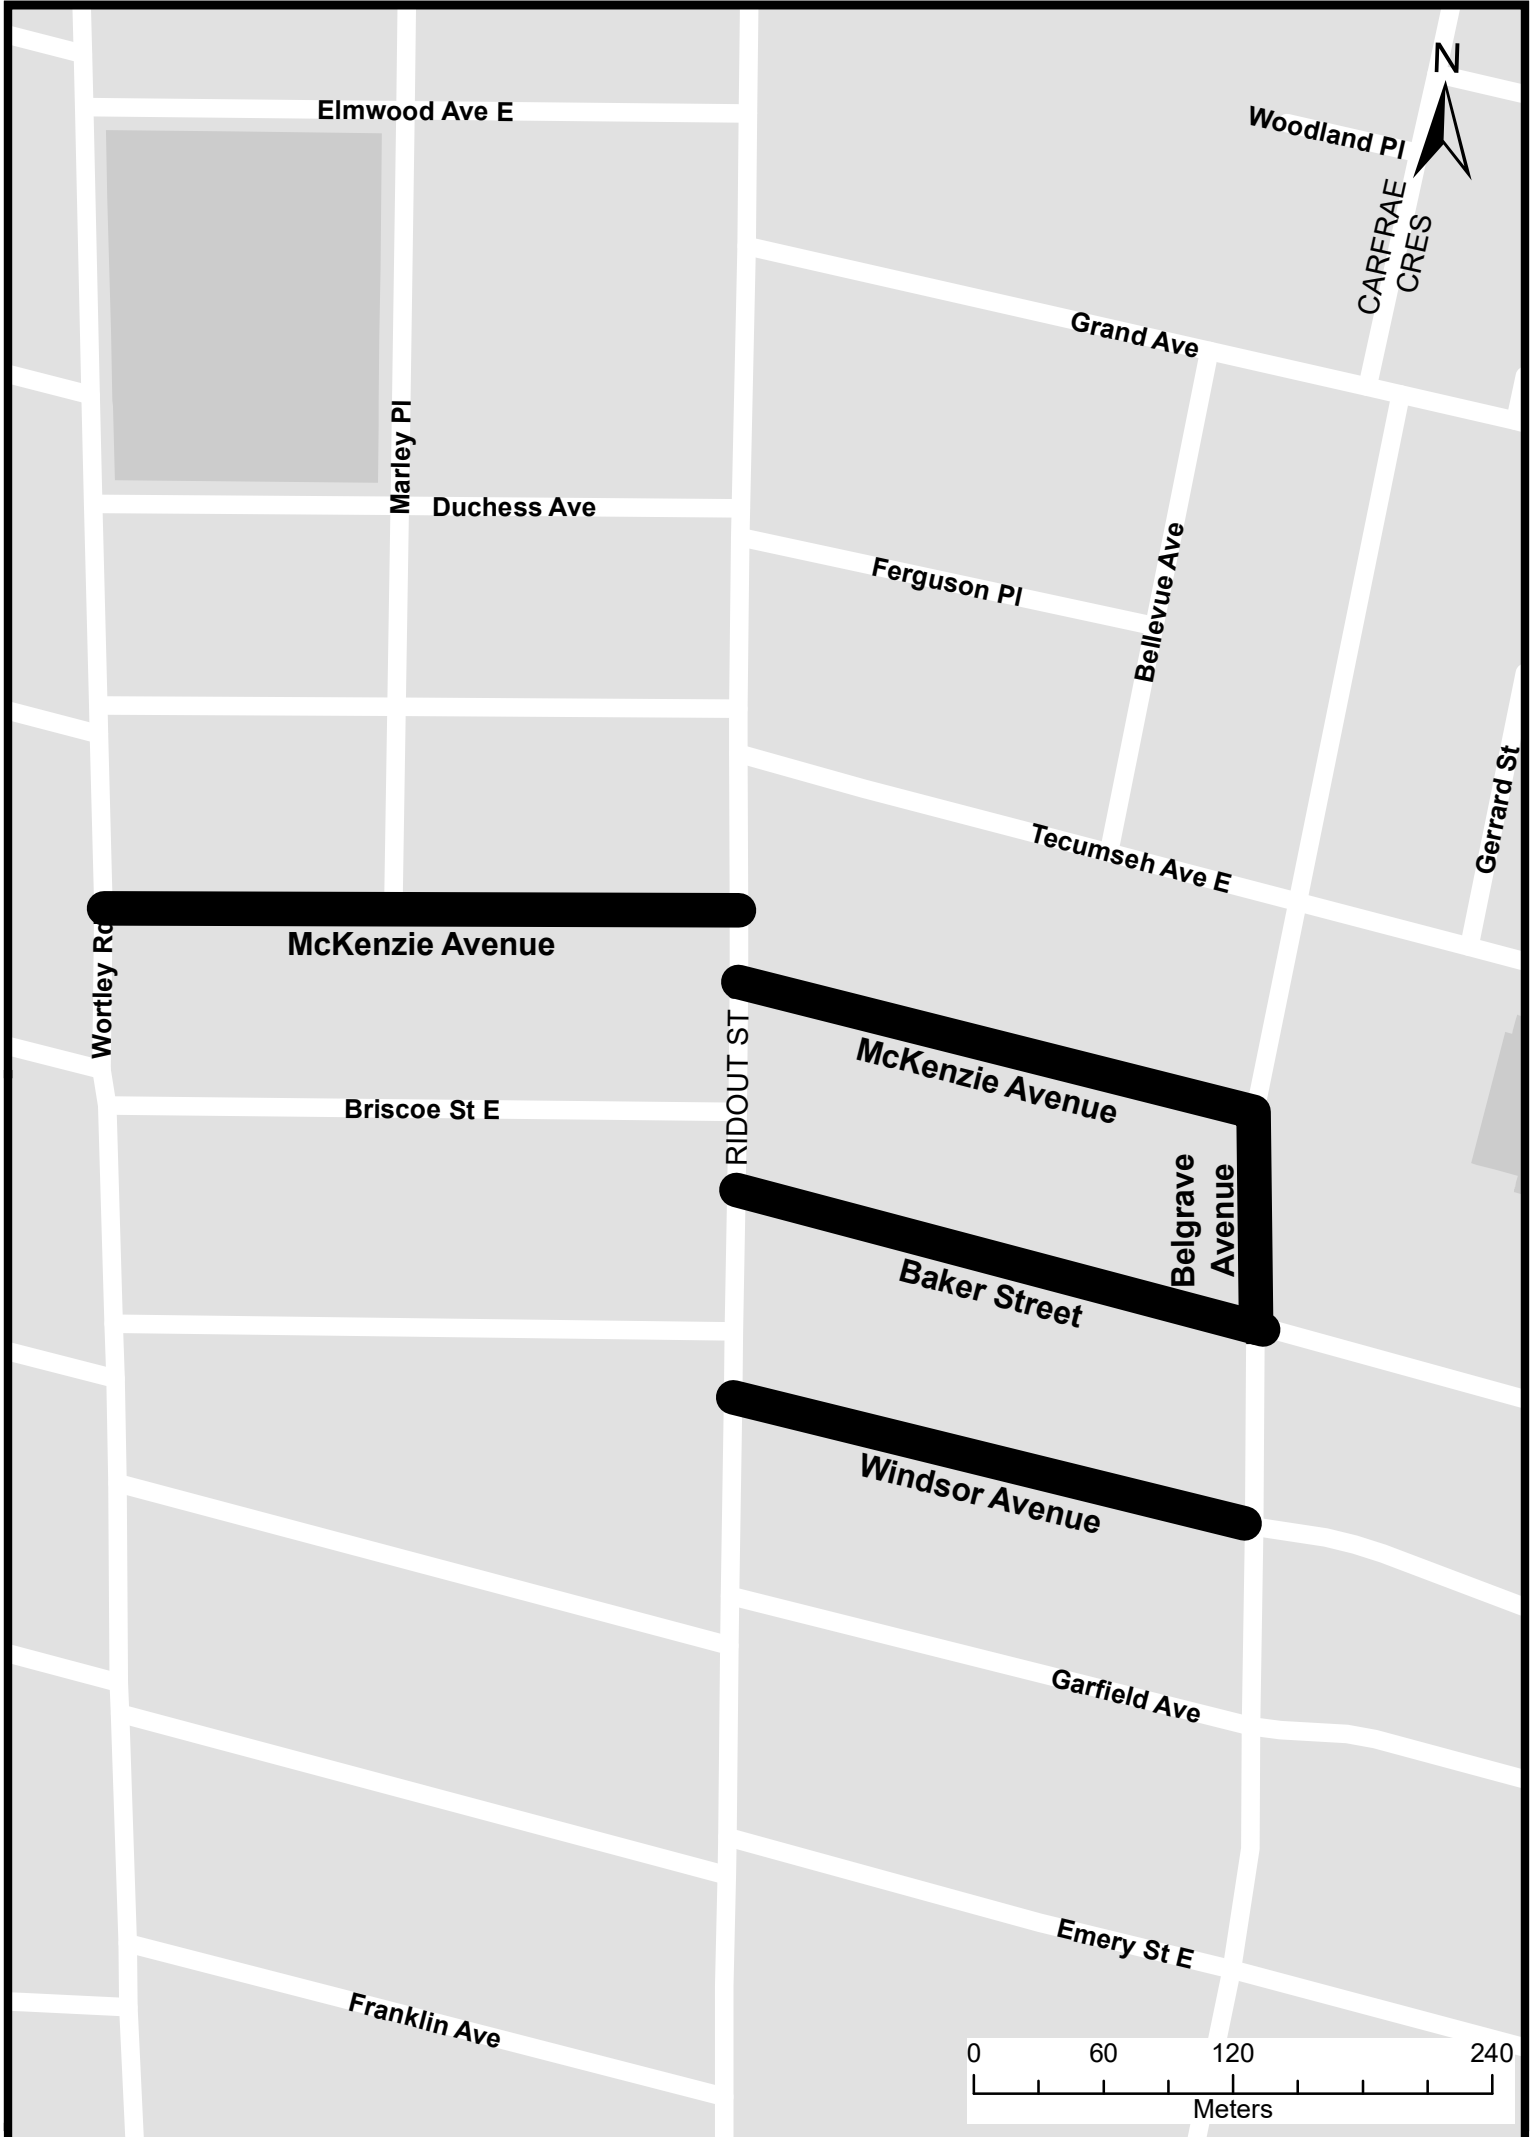 N
Elmwood Ave E
Woodland Pl
CARFRAE
CRES
Grand Ave
Marley Pl
Duchess Ave
Ferguson Pl
Bellevue Ave
Gerrard St
Tecumseh Ave E
McKenzie Avenue
Wortley Rd
RIDOUT ST
McKenzie Avenue
Briscoe St E
Belgrave
Avenue
Baker Street
Windsor Avenue
Garfield Ave
Emery St E
Franklin Ave
0 60 120 240
Meters